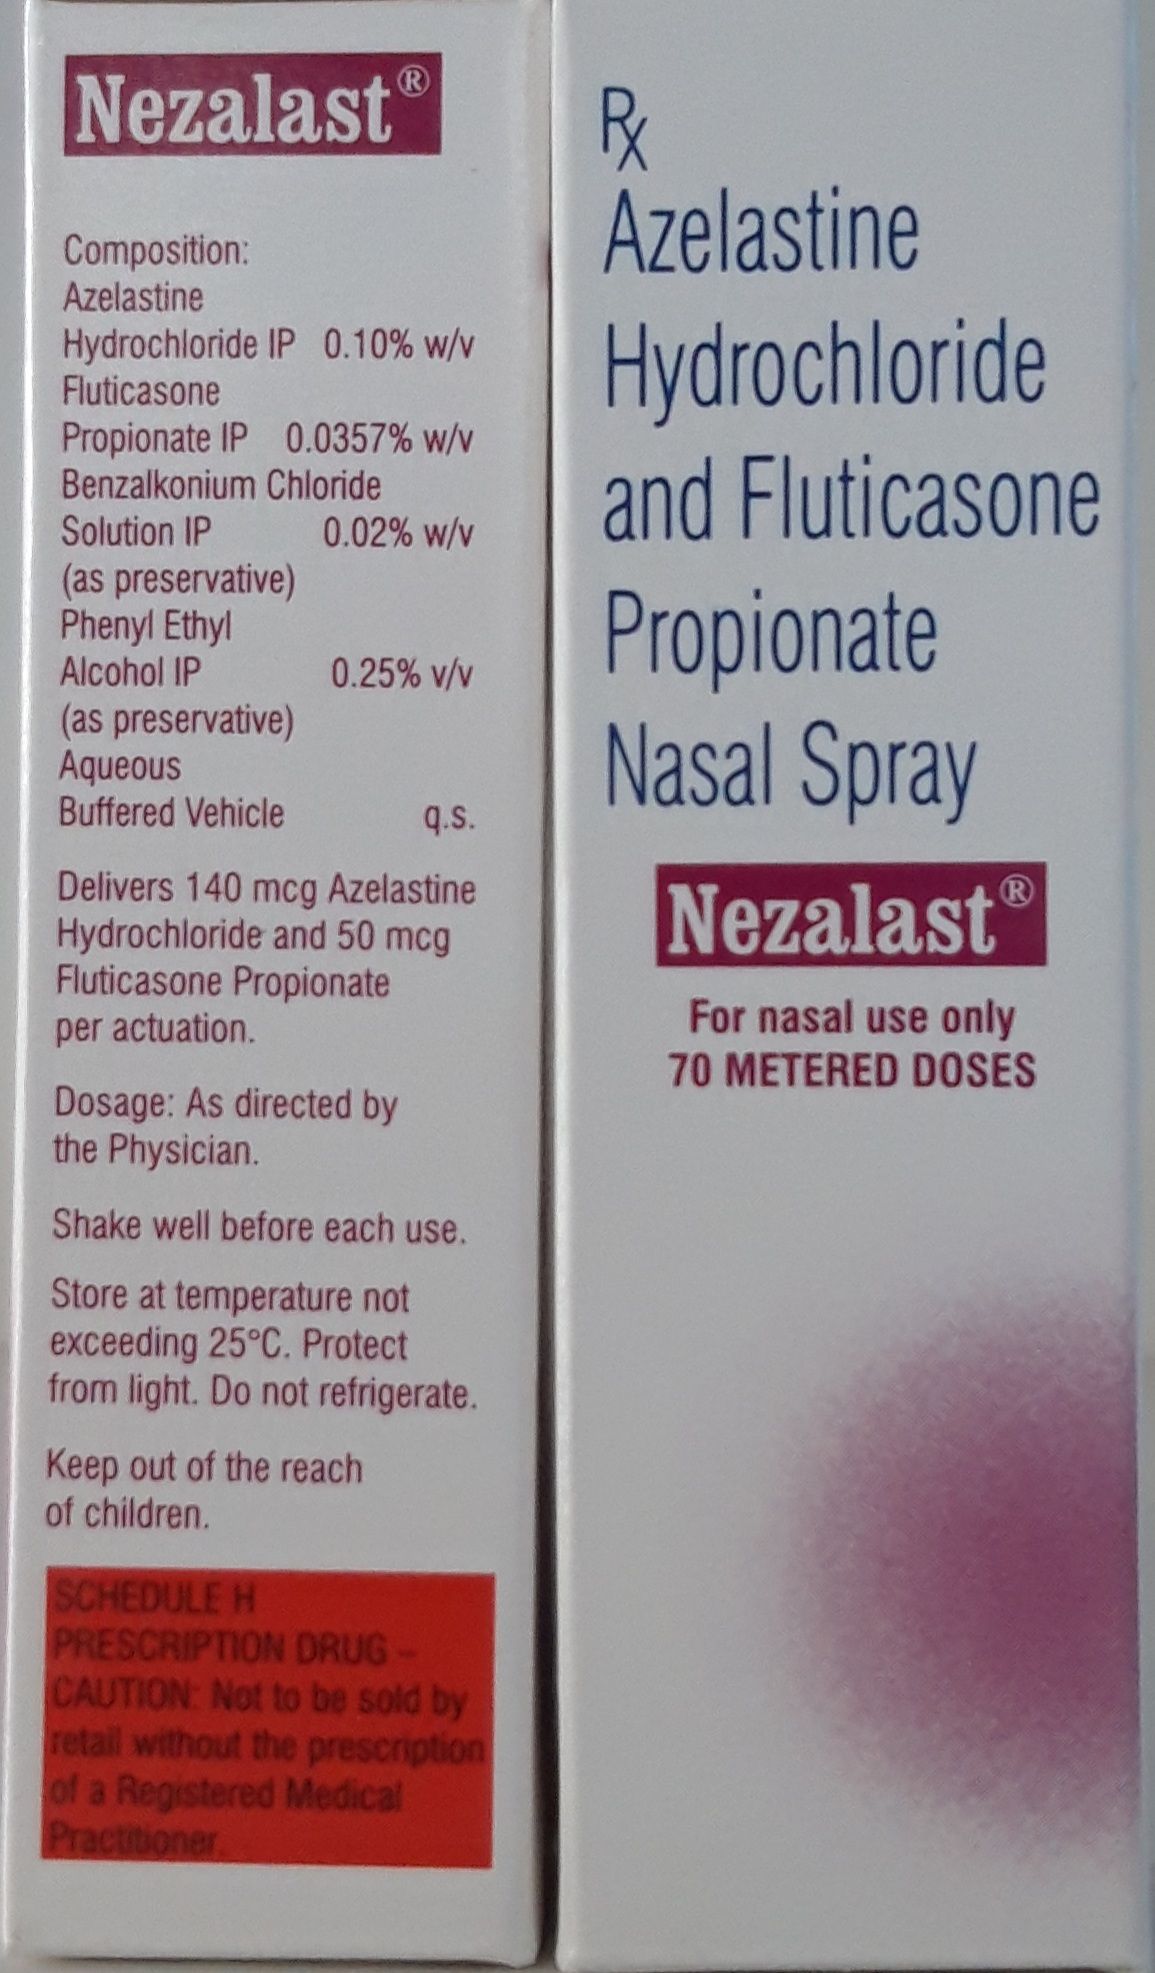 Nezalast®
Composition:
Azelastine
Hydrochloride IP 0.10% w/v
Fluticasone
Propionate IP 0.0357% w/v
Benzalkonium Chloride
Solution IP 0.02% w/v
(as preservative)
Phenyl Ethyl
Alcohol IP 0.25% v/v
(as preservative)
Aqueous
Buffered Vehicle q.s.
Delivers 140 mcg Azelastine
Hydrochloride and 50 mcg
Fluticasone Propionate
per actuation.
Dosage: As directed by
the Physician.
Shake well before each use.
Store at temperature not
exceeding 25°C. Protect
from light. Do not refrigerate.
Keep out of the reach
of children.
SCHEDULE H
PRESCRIPTION DRUG –
CAUTION: Not to be sold by
retail without the prescription
of a Registered Medical
Practitioner.
Rx
Azelastine
Hydrochloride
and Fluticasone
Propionate
Nasal Spray
Nezalast®
For nasal use only
70 METERED DOSES